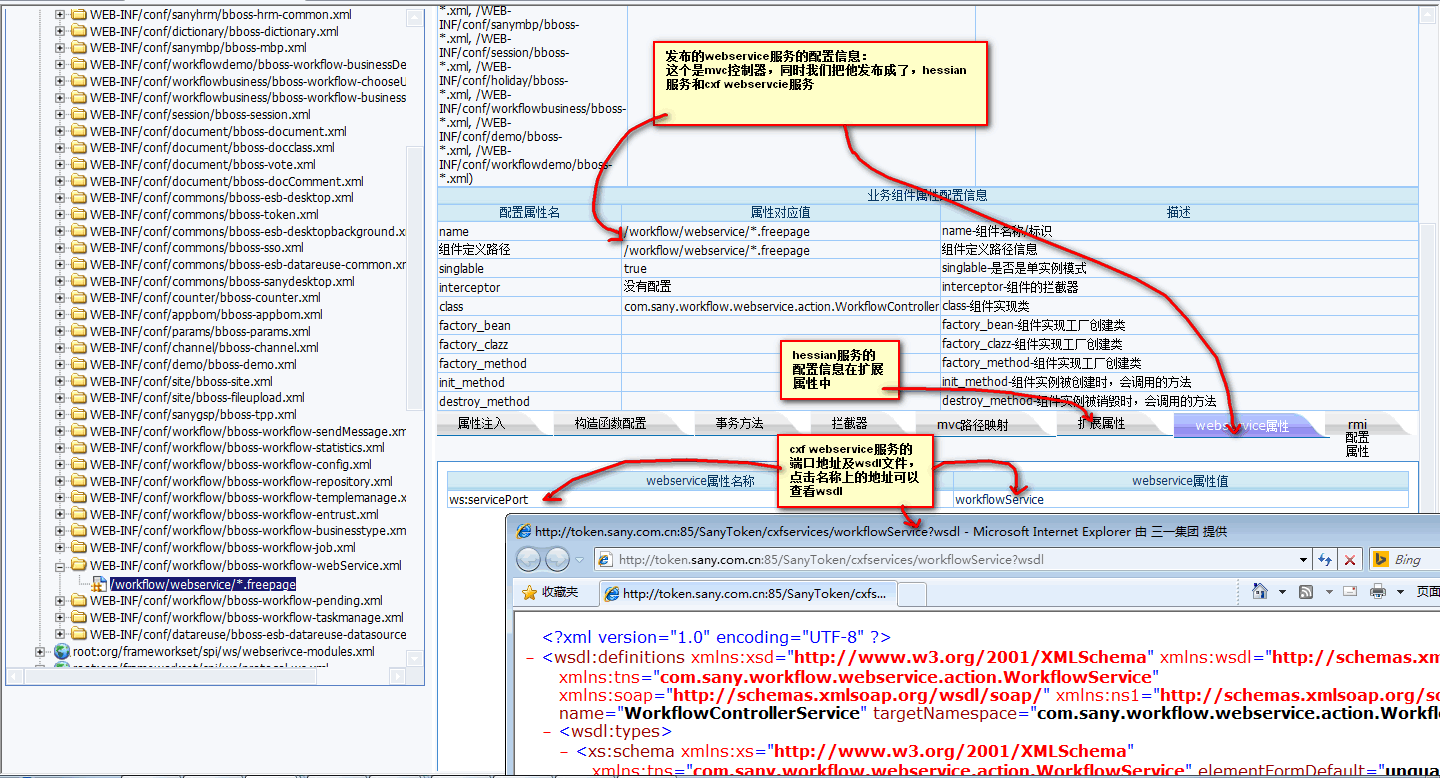 WEB-INF/conf/sanyhrm/bboss-hrm-common.xml
WEB-INF/conf/dictionary/bboss-dictionary.xml
WEB-INF/conf/sanymbp/bboss-mbp.xml
WEB-INF/conf/workflowdemo/bboss-workflow-businessDe
WEB-INF/conf/workflowbusiness/bboss-workflow-chooseU
WEB-INF/conf/workflowbusiness/bboss-workflow-business
WEB-INF/conf/session/bboss-session.xml
WEB-INF/conf/document/bboss-document.xml
WEB-INF/conf/document/bboss-docclass.xml
WEB-INF/conf/document/bboss-vote.xml
WEB-INF/conf/document/bboss-docComment.xml
WEB-INF/conf/commons/bboss-esb-desktop.xml
WEB-INF/conf/commons/bboss-token.xml
WEB-INF/conf/commons/bboss-esb-desktopbackground.x
WEB-INF/conf/commons/bboss-sso.xml
WEB-INF/conf/commons/bboss-esb-datareuse-common.xr
WEB-INF/conf/commons/bboss-sanydesktop.xml
WEB-INF/conf/counter/bboss-counter.xml
WEB-INF/conf/appbom/bboss-appbom.xml
WEB-INF/conf/params/bboss-params.xml
WEB-INF/conf/channel/bboss-channel.xml
WEB-INF/conf/demo/bboss-demo.xml
WEB-INF/conf/site/bboss-site.xml
WEB-INF/conf/site/bboss-fileupload.xml
WEB-INF/conf/sanygsp/bboss-tpp.xml
WEB-INF/conf/workflow/bboss-workflow-sendMessage.xm
WEB-INF/conf/workflow/bboss-workflow-statistics.xml
WEB-INF/conf/workflow/bboss-workflow-config.xml
WEB-INF/conf/workflow/bboss-workflow-repository.xml
WEB-INF/conf/workflow/bboss-workflow-templemanage.x
WEB-INF/conf/workflow/bboss-workflow-entrust.xml
WEB-INF/conf/workflow/bboss-workflow-businesstype.xm
WEB-INF/conf/workflow/bboss-workflow-job.xml
WEB-INF/conf/workflow/bboss-workflow-webService.xml
/workflow/webservice/*.freepage
WEB-INF/conf/workflow/bboss-workflow-pending.xml
WEB-INF/conf/workflow/bboss-workflow-taskmanage.xml
WEB-INF/conf/datareuse/bboss-esb-datareuse-datasource
root:org/frameworkset/spi/ws/webserivce-modules.xml
*.xml, /WEB-
INF/conf/sanymbp/bboss-
*.xml, /WEB-
INF/conf/session/bboss-
*.xml, /WEB-
INF/conf/holiday/bboss-
*.xml, /WEB-
INF/conf/workflowbusiness/bboss-
*.xml, /WEB-
INF/conf/demo/bboss-
*.xml, /WEB-
INF/conf/workflowdemo/bboss-
*.xml)
发布的webservice服务的配置信息：
这个是mvc控制器，同时我们把他发布成了，hessian
服务和cxf webservcie服务
业务组件属性配置信息
配置属性名 属性对应值 描述
name /workflow/webservice/*.freepage name-组件名称/标识
组件定义路径 /workflow/webservice/*.freepage 组件定义路径信息
singlable true singlable-是否是单实例模式
interceptor 没有配置 interceptor-组件的拦截器
class com.sany.workflow.webservice.action.WorkflowController class-组件实现类
factory_bean factory_bean-组件实现工厂创建类
factory_clazz factory_clazz-组件实现工厂创建类
factory_method factory_method-组件实现工厂创建类
init_method init_method-组件实例被创建时，会调用的方法
destroy_method destroy_method-组件实例被销毁时，会调用的方法
hessian服务的
配置信息在扩展
属性中
属性注入 构造函数配置 事务方法 拦截器 mvc路径映射 扩展属性 webservice属性 rmi
配置
属性
cxf webservice服务的
端口地址及wsdl文件，
点击名称上的地址可以
查看wsdl
webservice属性名称 webservice属性值
ws:servicePort workflowService
http://token.sany.com.cn:85/SanyToken/cxfservices/workflowService?wsdl - Microsoft Internet Explorer 由 三一集团 提供
http://token.sany.com.cn:85/SanyToken/cxfservices/workflowService?wsdl Bing
收藏夹 http://token.sany.com.cn:85/SanyToken/cxfs... 页面
<?xml version="1.0" encoding="UTF-8" ?>
- <wsdl:definitions xmlns:xsd="http://www.w3.org/2001/XMLSchema" xmlns:wsdl="http://schemas.xm
xmlns:tns="com.sany.workflow.webservice.action.WorkflowService"
xmlns:soap="http://schemas.xmlsoap.org/wsdl/soap/" xmlns:ns1="http://schemas.xmlsoap.org/so
name="WorkflowControllerService" targetNamespace="com.sany.workflow.webservice.action.Workfl
- <wsdl:types>
- <xs:schema xmlns:xs="http://www.w3.org/2001/XMLSchema"
xmlns:tns="com.sany.workflow.webservice.action.WorkflowService" elementFormDefault="unqua